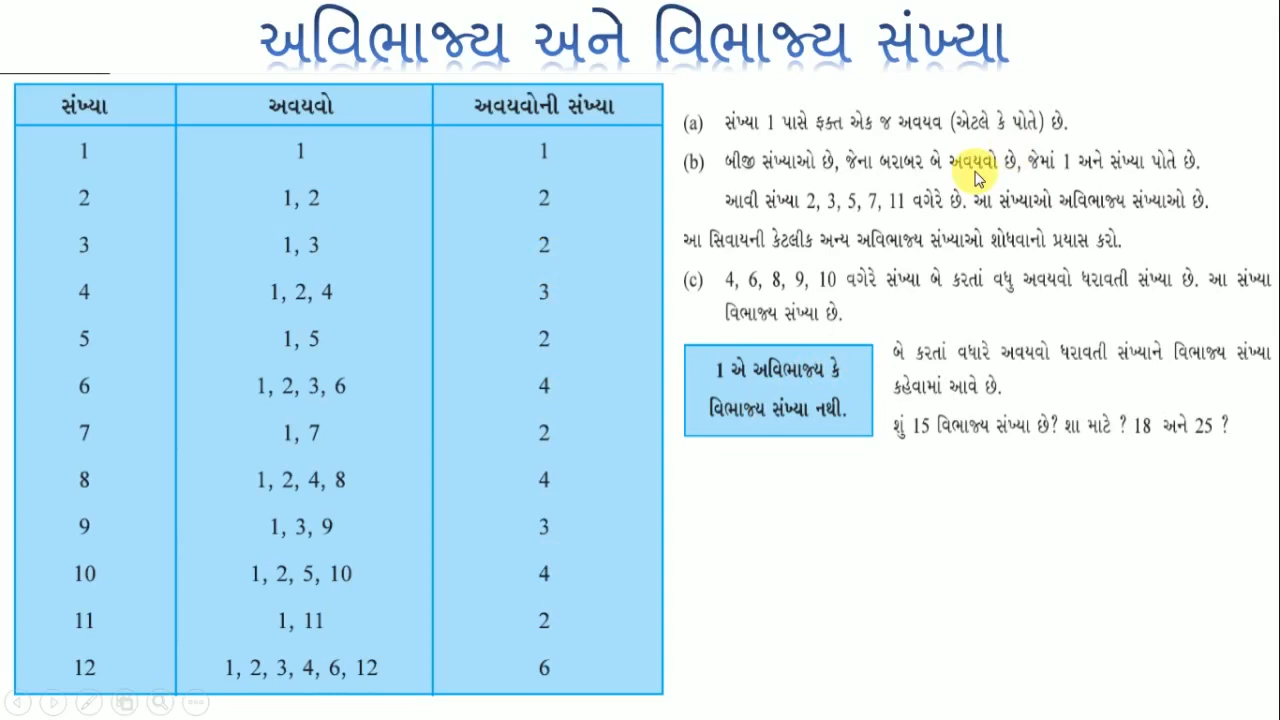 અવિભાજ્ય અને વિભાજ્ય સંખ્યા
સંખ્યા અવયવો અવયવોની સંખ્યા
1 1 1
2 1, 2 2
3 1, 3 2
4 1, 2, 4 3
5 1, 5 2
6 1, 2, 3, 6 4
7 1, 7 2
8 1, 2, 4, 8 4
9 1, 3, 9 3
10 1, 2, 5, 10 4
11 1, 11 2
12 1, 2, 3, 4, 6, 12 6
(a) સંખ્યા 1 પાસે ફક્ત એક જ અવયવ (એટલે કે પોતે) છે.
(b) બીજી સંખ્યાઓ છે, જેના બરાબર બે અવયવો છે, જેમાં 1 અને સંખ્યા પોતે છે.
આવી સંખ્યા 2, 3, 5, 7, 11 વગેરે છે. આ સંખ્યાઓ અવિભાજ્ય સંખ્યાઓ છે.
આ સિવાયની કેટલીક અન્ય અવિભાજ્ય સંખ્યાઓ શોધવાનો પ્રયાસ કરો.
(c) 4, 6, 8, 9, 10 વગેરે સંખ્યા બે કરતાં વધુ અવયવો ધરાવતી સંખ્યા છે. આ સંખ્યા
વિભાજ્ય સંખ્યા છે.
1 એ અવિભાજ્ય કે
વિભાજ્ય સંખ્યા નથી.
બે કરતાં વધારે અવયવો ધરાવતી સંખ્યાને વિભાજ્ય સંખ્યા
કહેવામાં આવે છે.
શું 15 વિભાજ્ય સંખ્યા છે? શા માટે ? 18 અને 25 ?